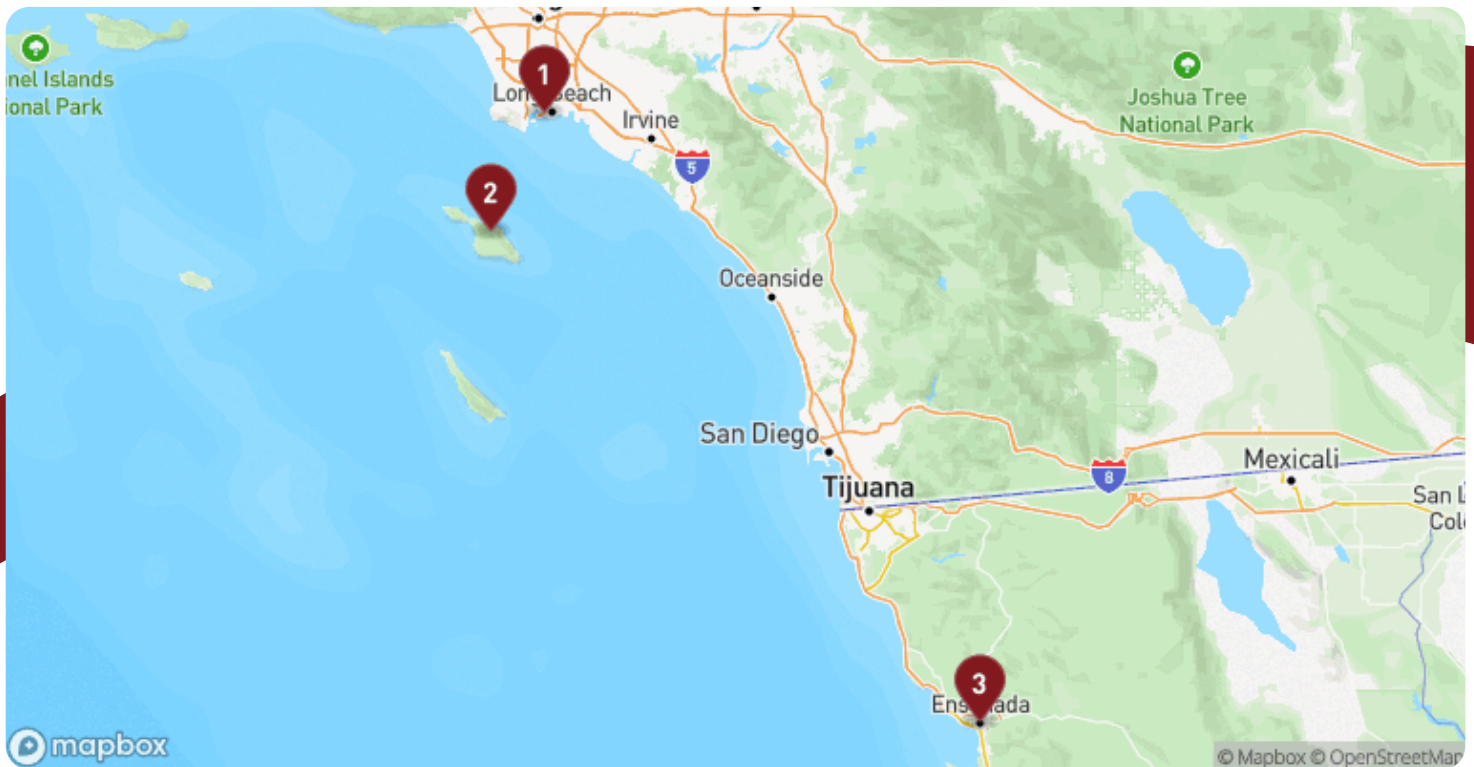 nel Islands
ional Park
1
Long Beach
Irvine
5
Joshua Tree
National Park
2
Oceanside
San Diego
Tijuana
8
Mexicali
San L
Colo
3
Ensenada
mapbox
© Mapbox © OpenStreetMap